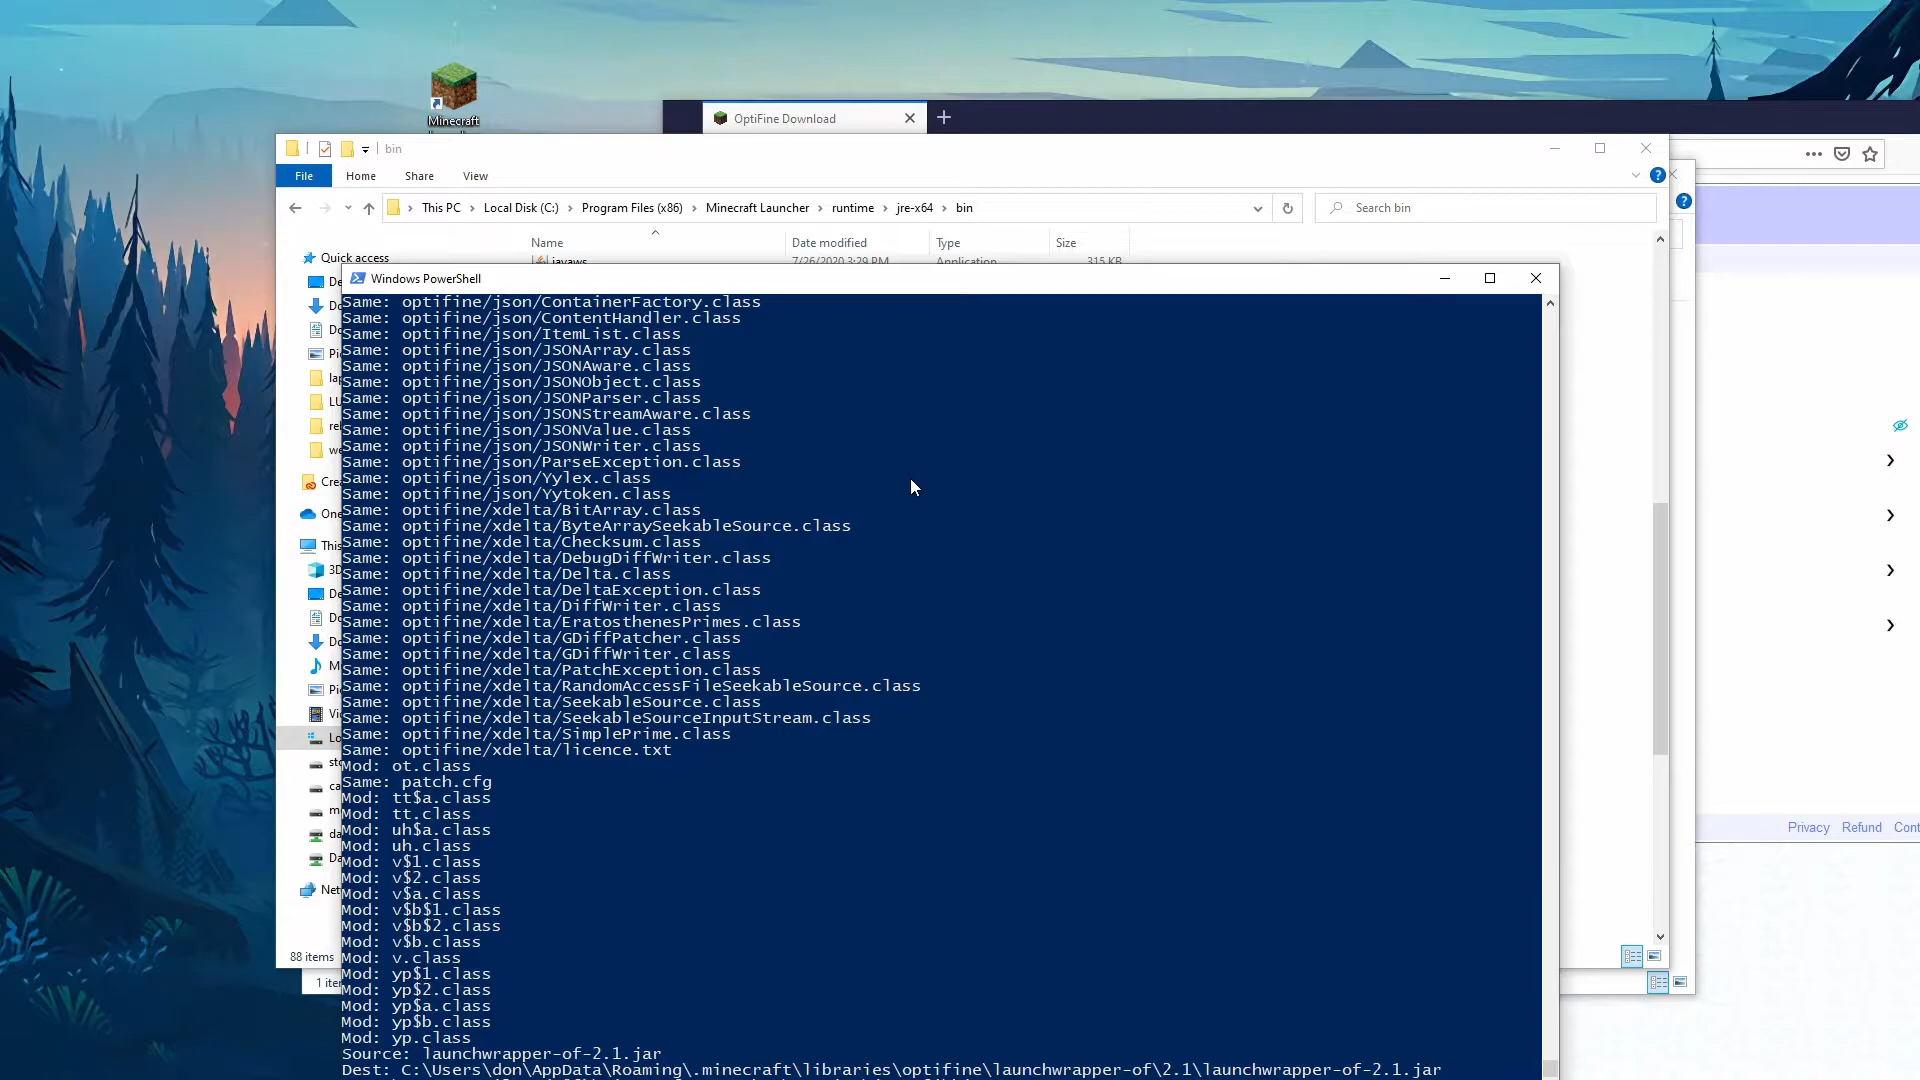 Minecraft
OptiFine Download
bin
File
Home
Share
View
This PC
Local Disk (C:)
Program Files (x86)
Minecraft Launcher
runtime
jre-x64
bin
Search bin
Name
Date modified
Type
Size
Quick access
javaws
7/26/2020 3:29 PM
Application
315 KB
Windows PowerShell
Same: optifine/json/ContainerFactory.class
Same: optifine/json/ContentHandler.class
Same: optifine/json/ItemList.class
Same: optifine/json/JSONArray.class
Same: optifine/json/JSONAware.class
Same: optifine/json/JSONObject.class
Same: optifine/json/JSONParser.class
Same: optifine/json/JSONStreamAware.class
Same: optifine/json/JSONValue.class
Same: optifine/json/JSONWriter.class
Same: optifine/json/ParseException.class
Same: optifine/json/Yylex.class
Same: optifine/json/Yytoken.class
Same: optifine/xdelta/BitArray.class
Same: optifine/xdelta/ByteArraySeekableSource.class
Same: optifine/xdelta/Checksum.class
Same: optifine/xdelta/DebugDiffWriter.class
Same: optifine/xdelta/Delta.class
Same: optifine/xdelta/DeltaException.class
Same: optifine/xdelta/DiffWriter.class
Same: optifine/xdelta/EratosthenesPrimes.class
Same: optifine/xdelta/GDiffPatcher.class
Same: optifine/xdelta/GDiffWriter.class
Same: optifine/xdelta/PatchException.class
Same: optifine/xdelta/RandomAccessFileSeekableSource.class
Same: optifine/xdelta/SeekableSource.class
Same: optifine/xdelta/SeekableSourceInputStream.class
Same: optifine/xdelta/SimplePrime.class
Same: optifine/xdelta/licence.txt
Mod: ot.class
Same: patch.cfg
Mod: tt$a.class
Mod: tt.class
Mod: uh$a.class
Mod: uh.class
Mod: v$1.class
Mod: v$2.class
Mod: v$a.class
Mod: v$b$1.class
Mod: v$b$2.class
Mod: v$b.class
Mod: v.class
Mod: yp$1.class
Mod: yp$2.class
Mod: yp$a.class
Mod: yp$b.class
Mod: yp.class
Source: launchwrapper-of-2.1.jar
Dest: C:\Users\don\AppData\Roaming\.minecraft\libraries\optifine\launchwrapper-of\2.1\launchwrapper-of-2.1.jar
This
88 items
Privacy
Refund